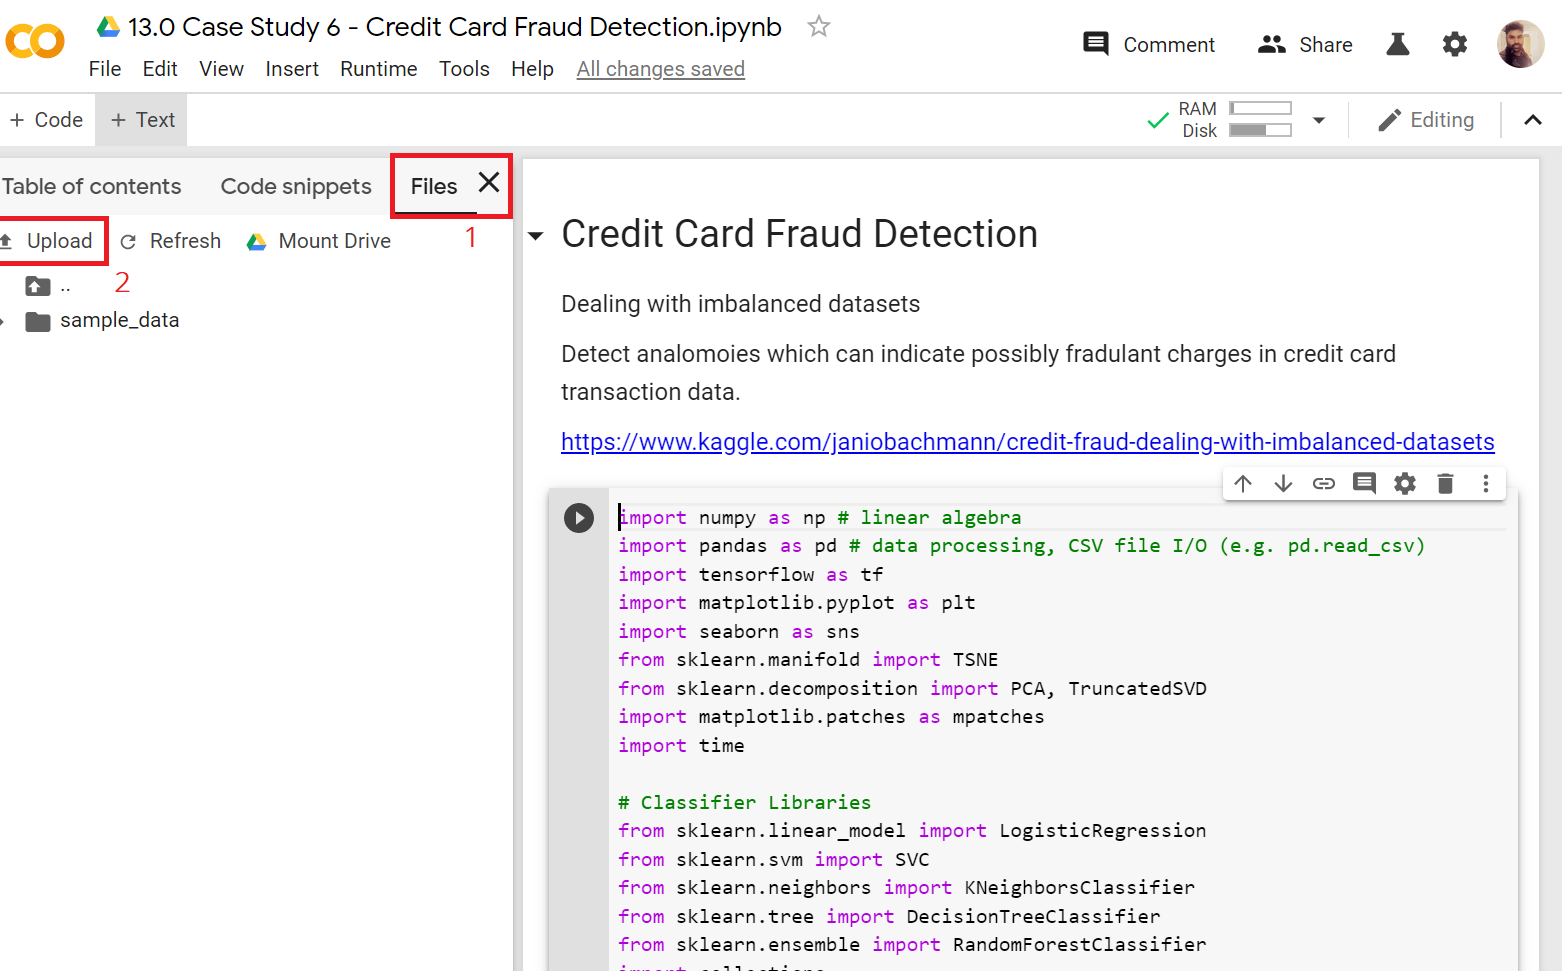 13.0 Case Study 6 - Credit Card Fraud Detection.ipynb
File Edit View Insert Runtime Tools Help All changes saved
Comment Share
+ Code + Text
RAM
Disk
Editing
Table of contents Code snippets Files
Upload Refresh Mount Drive 1
.. 2
sample_data
Credit Card Fraud Detection
Dealing with imbalanced datasets
Detect analomoies which can indicate possibly fradulant charges in credit card
transaction data.
https://www.kaggle.com/janiobachmann/credit-fraud-dealing-with-imbalanced-datasets
import numpy as np # linear algebra
import pandas as pd # data processing, CSV file I/O (e.g. pd.read_csv)
import tensorflow as tf
import matplotlib.pyplot as plt
import seaborn as sns
from sklearn.manifold import TSNE
from sklearn.decomposition import PCA, TruncatedSVD
import matplotlib.patches as mpatches
import time
# Classifier Libraries
from sklearn.linear_model import LogisticRegression
from sklearn.svm import SVC
from sklearn.neighbors import KNeighborsClassifier
from sklearn.tree import DecisionTreeClassifier
from sklearn.ensemble import RandomForestClassifier
import collections